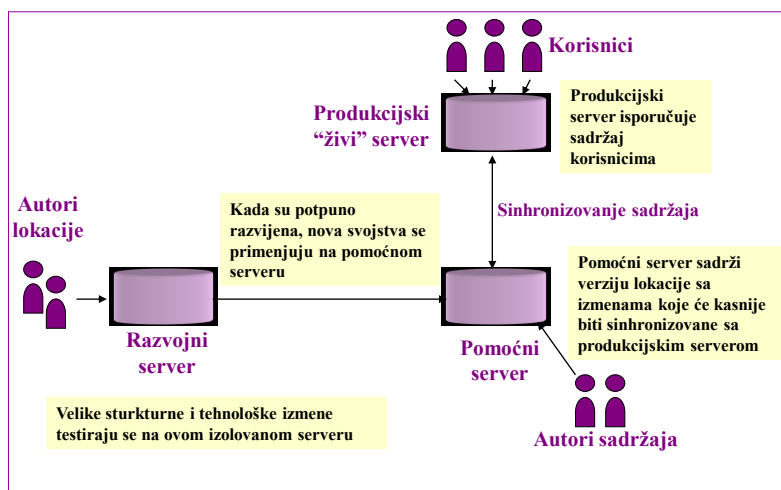 Korisnici
Produkcijski
“živi” server
Produkcijski
server isporučuje
sadržaj
korisnicima
Autori
lokacije
Kada su potpuno
razvijena, nova svojstva se
primenjuju na pomoćnom
serveru
Sinhronizovanje sadržaja
Razvojni
server
Pomoćni
server
Pomoćni server sadrži
verziju lokacije sa
izmenama koje će kasnije
biti sinhronizovane sa
produkcijskim serverom
Velike sturkturne i tehnološke izmene
testiraju se na ovom izolovanom serveru
Autori sadržaja